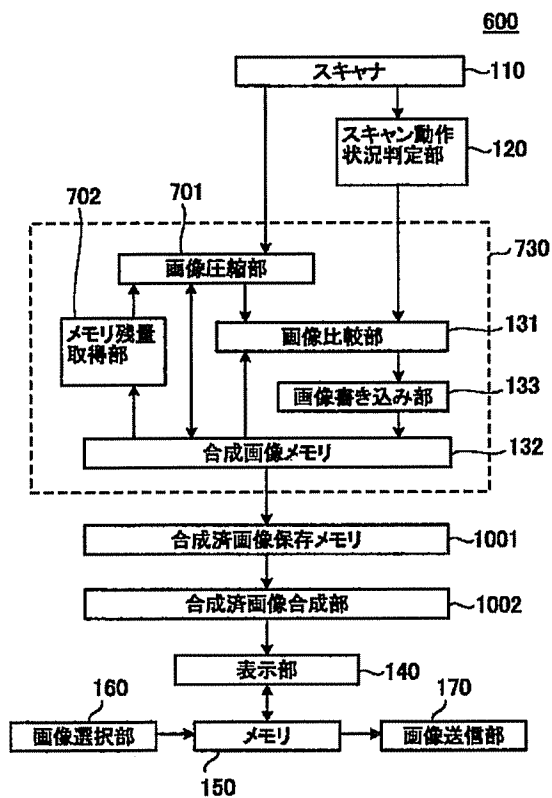 600
スキャナ
110
スキャン動作
状況判定部
120
702
701
730
画像圧縮部
メモリ残量
取得部
画像比較部
131
画像書き込み部
133
合成画像メモリ
132
合成済画像保存メモリ
1001
合成済画像合成部
1002
表示部
140
160
170
画像選択部
メモリ
画像送信部
150